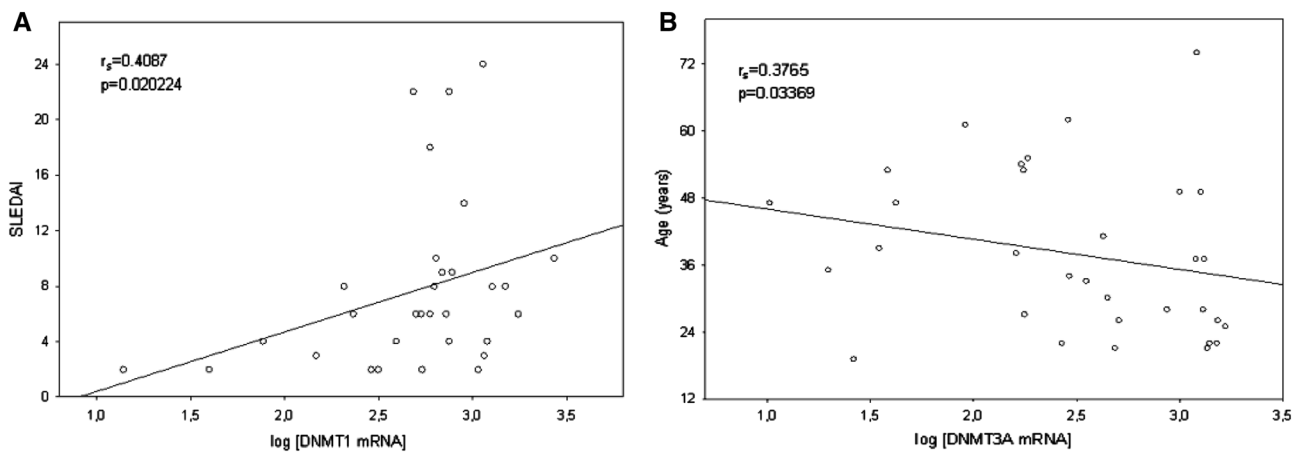 A
r_s=0.4087
p=0.020224
SLEDAI
24
20
16
12
8
4
0
1,0 1,5 2,0 2,5 3,0 3,5
log [DNMT1 mRNA]
B
r_s=0.3765
p=0.03369
Age (years)
72
60
48
36
24
12
1,0 1,5 2,0 2,5 3,0 3,5
log [DNMT3A mRNA]